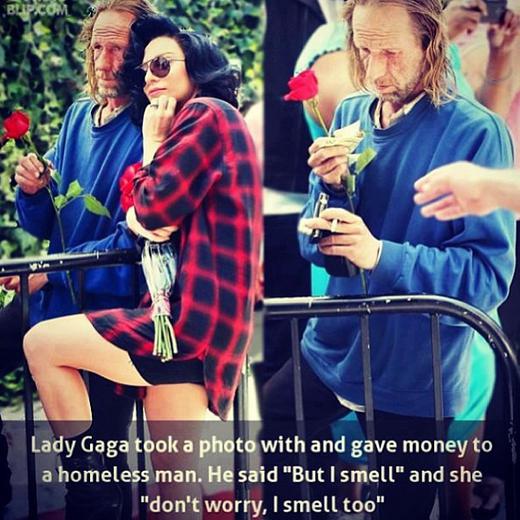 BLIP.COM
Lady Gaga took a photo with and gave money to
a homeless man. He said "But I smell" and she
"don't worry, I smell too"